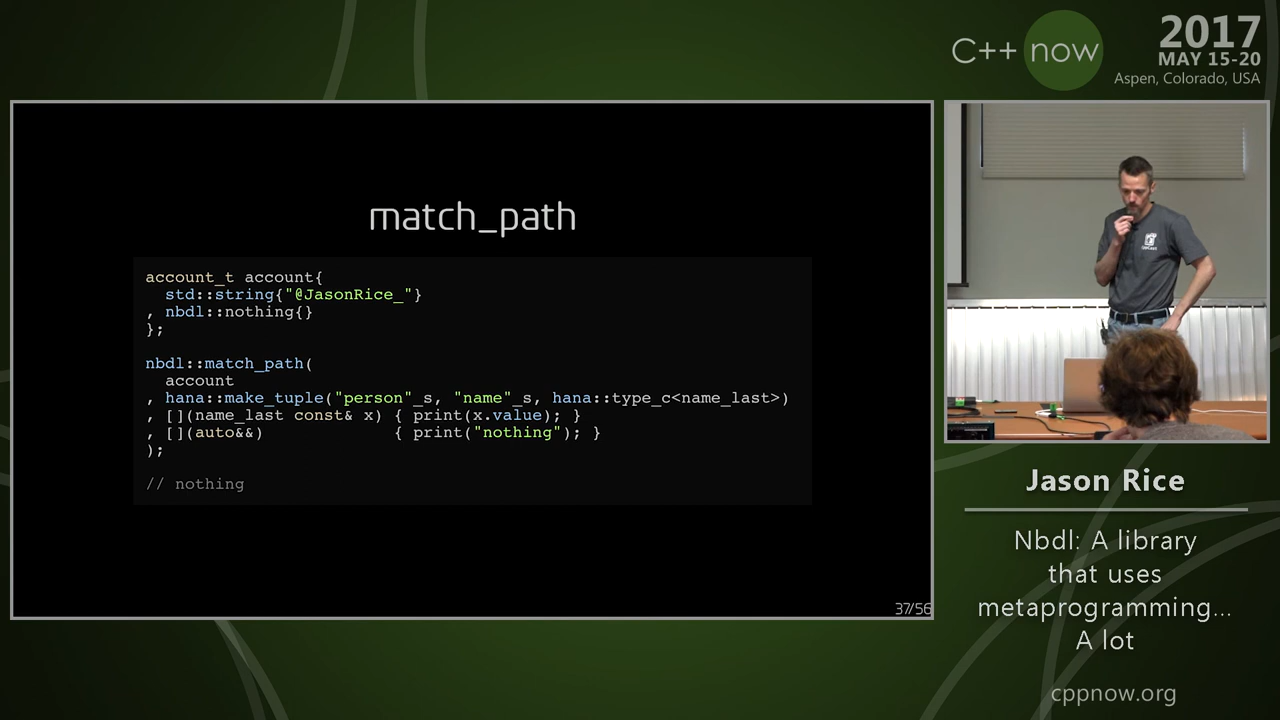 C++ now
2017
MAY 15-20
Aspen, Colorado, USA
match_path
account_t account{
  std::string{"@JasonRice_"}
, nbdl::nothing{}
};
nbdl::match_path(
  account
, hana::make_tuple("person"_s, "name"_s, hana::type_c<name_last>)
, [](name_last const& x) { print(x.value); }
, [](auto&&)             { print("nothing"); }
);
// nothing
37/56
Jason Rice
Nbdl: A library
that uses
metaprogramming...
A lot
cppnow.org